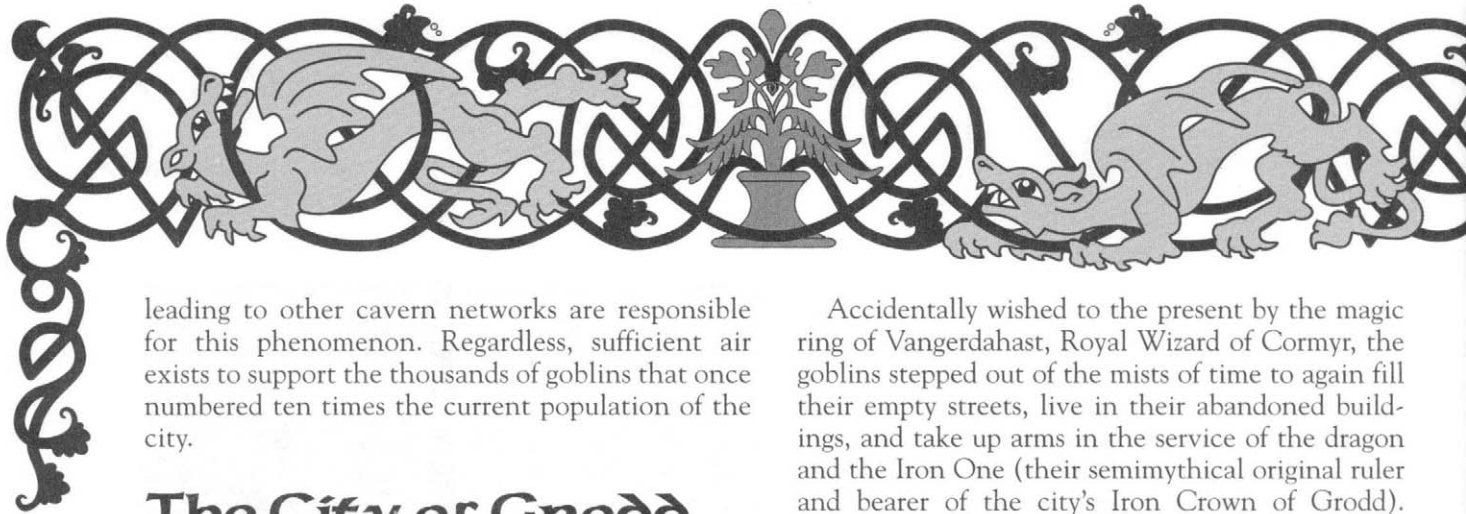 leading to other cavern networks are responsible
for this phenomenon. Regardless, sufficient air
exists to support the thousands of goblins that once
numbered ten times the current population of the
city.
The City of Grodd
Accidentally wished to the present by the magic
ring of Vangerdahast, Royal Wizard of Cormyr, the
goblins stepped out of the mists of time to again fill
their empty streets, live in their abandoned build-
ings, and take up arms in the service of the dragon
and the Iron One (their semimythical original ruler
and bearer of the city's Iron Crown of Grodd).